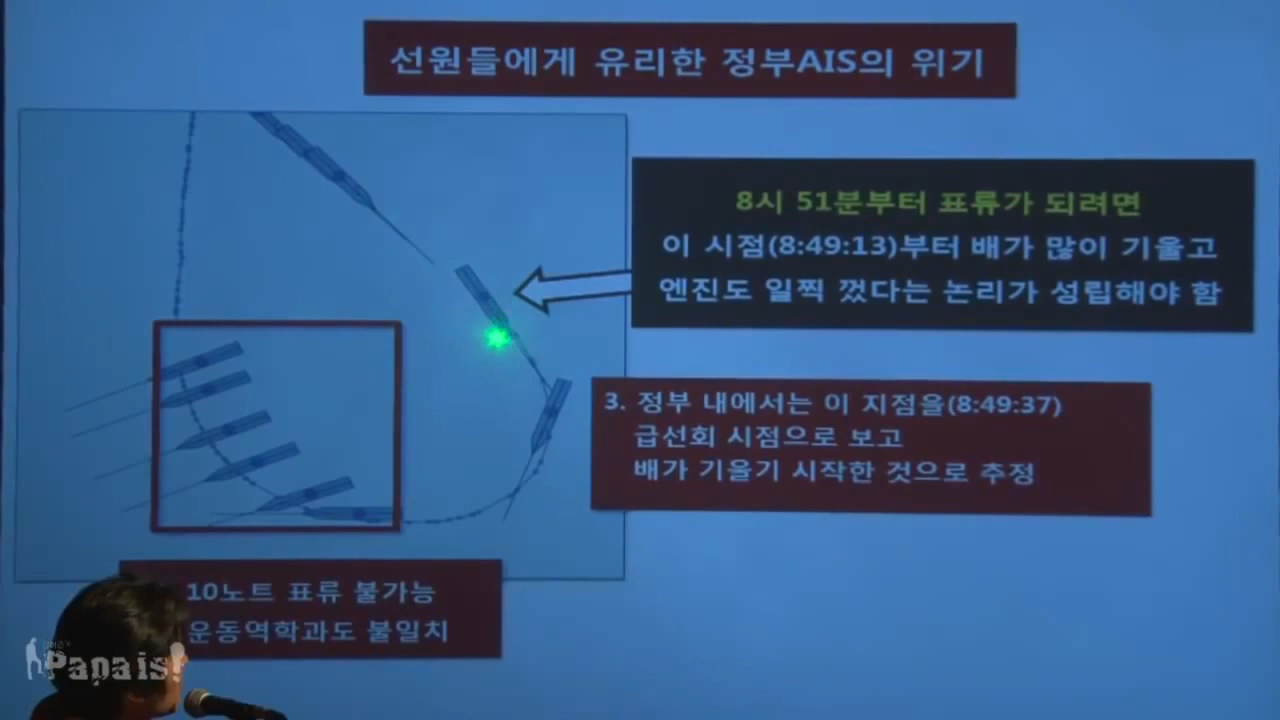 선원들에게 유리한 정부AIS의 위기
8시 51분부터 표류가 되려면
이 시점(8:49:13)부터 배가 많이 기울고
엔진도 일찍 껐다는 논리가 성립해야 함
3. 정부 내에서는 이 지점을(8:49:37)
급선회 시점으로 보고
배가 기울기 시작한 것으로 추정
10노트 표류 불가능
운동역학과도 불일치
Papa is!